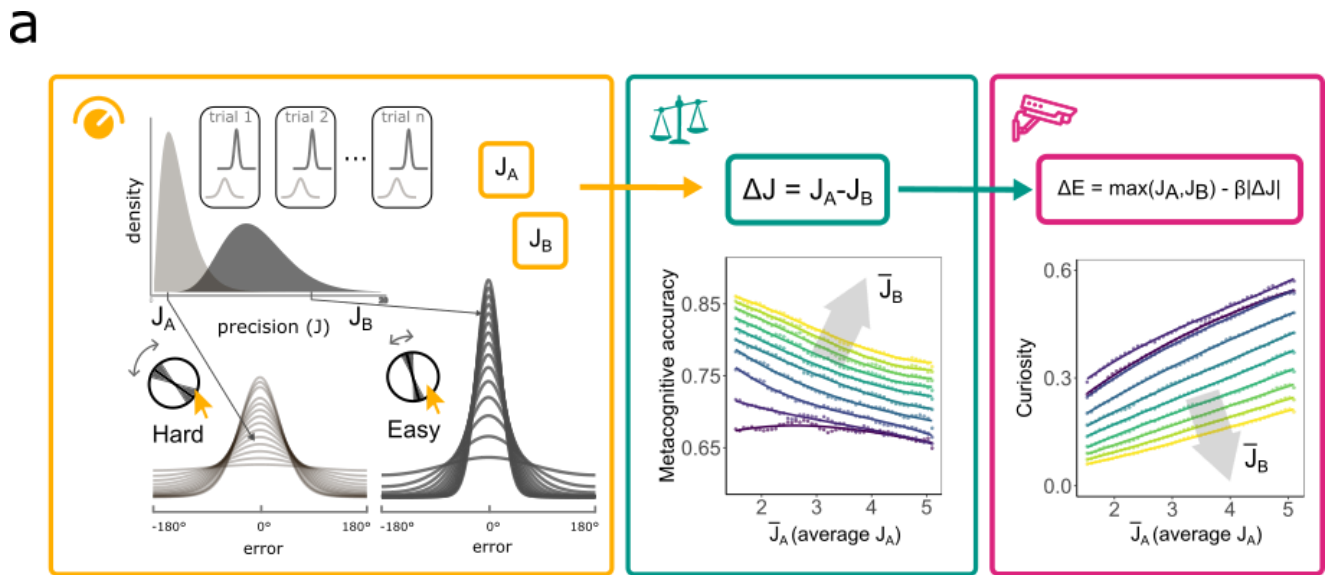 a
trial 1 trial 2 trial n
...
density
J_A
J_B
J_A precision (J) J_B
Hard
Easy
-180° 0° 180°
error
-180° 0° 180°
error
ΔJ = J_A-J_B
0.85
0.75
0.65
Metacognitive accuracy
J̅_B
2 3 4 5
J̅_A (average J_A)
ΔE = max(J_A,J_B) - β|ΔJ|
0.6
0.3
0.0
Curiosity
J̅_B
2 3 4 5
J̅_A (average J_A)